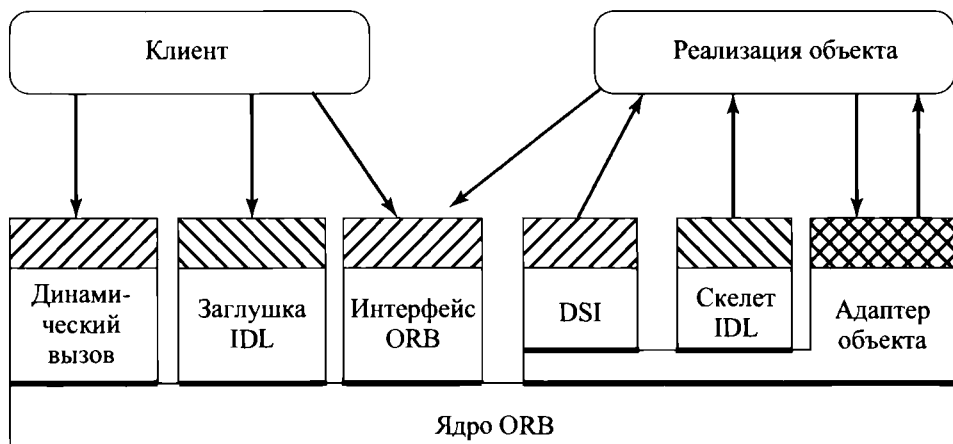 Клиент
Реализация объекта
Динами-
ческий
вызов
Заглушка
IDL
Интерфейс
ORB
DSI
Скелет
IDL
Адаптер
объекта
Ядро ORB